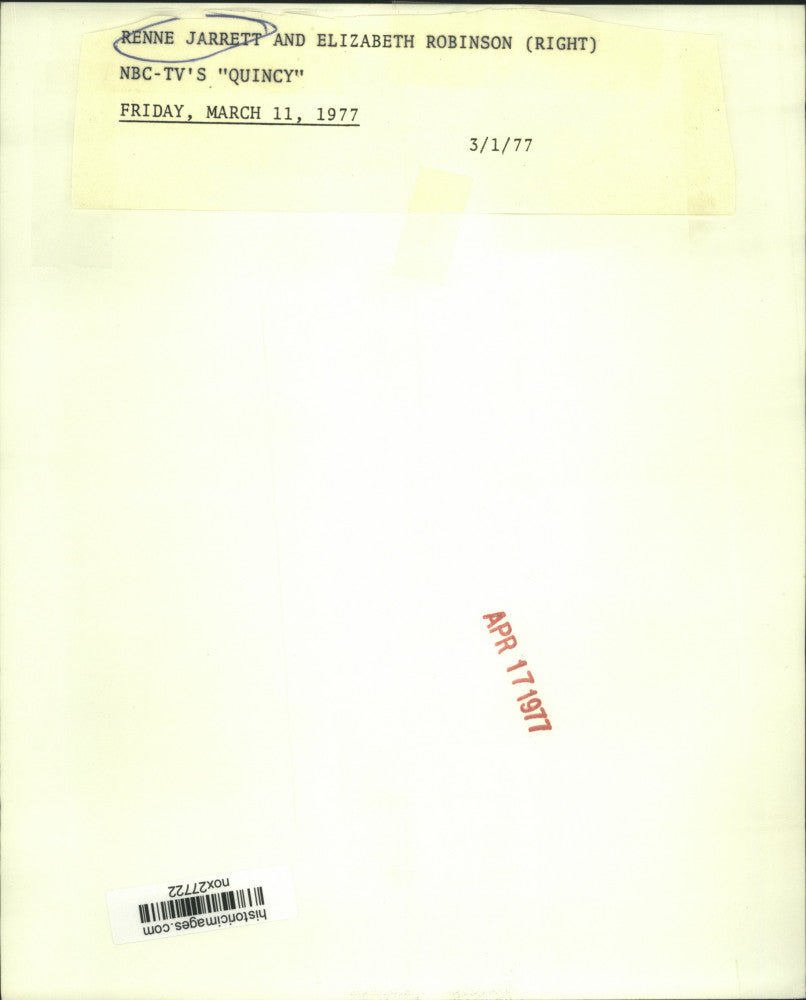 RENNE JARRETT AND ELIZABETH ROBINSON (RIGHT)
NBC-TV'S "QUINCY"
FRIDAY, MARCH 11, 1977
3/1/77
APR 17 1977
historicimages.com
nox27722